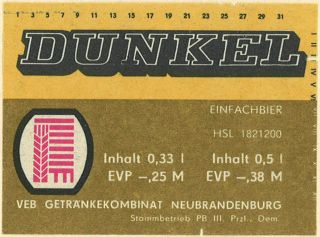 1 3 5 7 9 11 13 15 17 19 21 23 25 27 29 31
DUNKEL
EINFACHBIER
HSL 1821200
Inhalt 0,33 l Inhalt 0,5 l
EVP -,25 M EVP -,38 M
VEB GETRÄNKEKOMBINAT NEUBRANDENBURG
Stammbetrieb PB III. Przl., Dem.